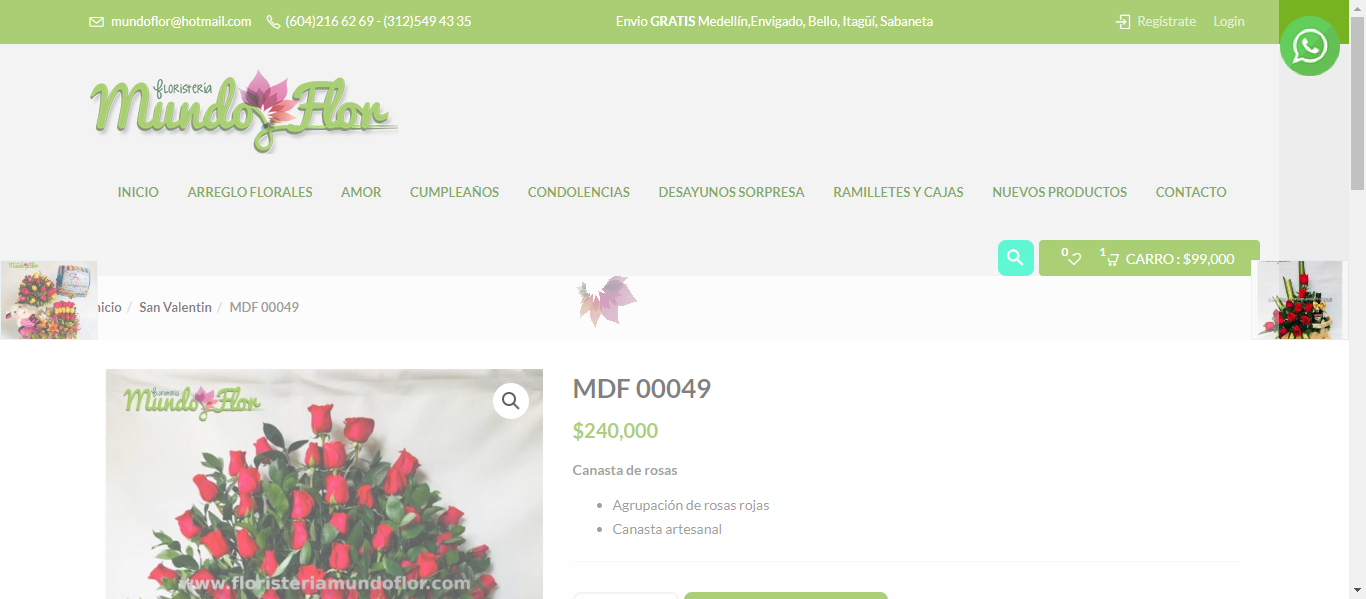 mundoflor@hotmail.com (604)216 62 69 - (312)549 43 35 Envio GRATIS Medellín,Envigado, Bello, Itagüí, Sabaneta Regístrate Login
floristeria
Mundo Flor
INICIO ARREGLO FLORALES AMOR CUMPLEAÑOS CONDOLENCIAS DESAYUNOS SORPRESA RAMILLETES Y CAJAS NUEVOS PRODUCTOS CONTACTO
0 1 CARRO : $99,000
nicio / San Valentin / MDF 00049
floristeria
Mundo Flor
MDF 00049
$240,000
Canasta de rosas
Agrupación de rosas rojas
Canasta artesanal
www.floristeriamundoflor.com